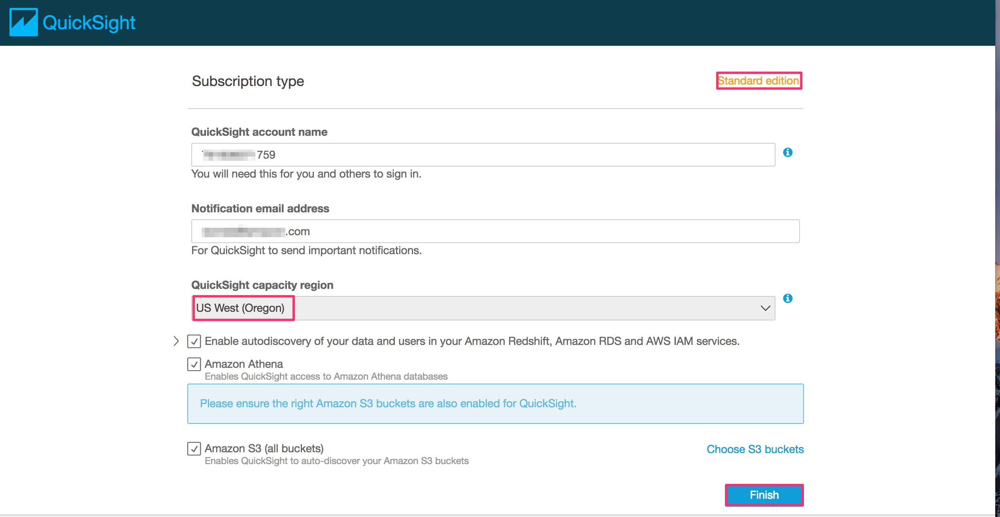 QuickSight
Subscription type
Standard edition
QuickSight account name
759
You will need this for you and others to sign in.
Notification email address
.com
For QuickSight to send important notifications.
QuickSight capacity region
US West (Oregon)
Enable autodiscovery of your data and users in your Amazon Redshift, Amazon RDS and AWS IAM services.
Amazon Athena
Enables QuickSight access to Amazon Athena databases
Please ensure the right Amazon S3 buckets are also enabled for QuickSight.
Amazon S3 (all buckets)
Choose S3 buckets
Enables QuickSight to auto-discover your Amazon S3 buckets
Finish